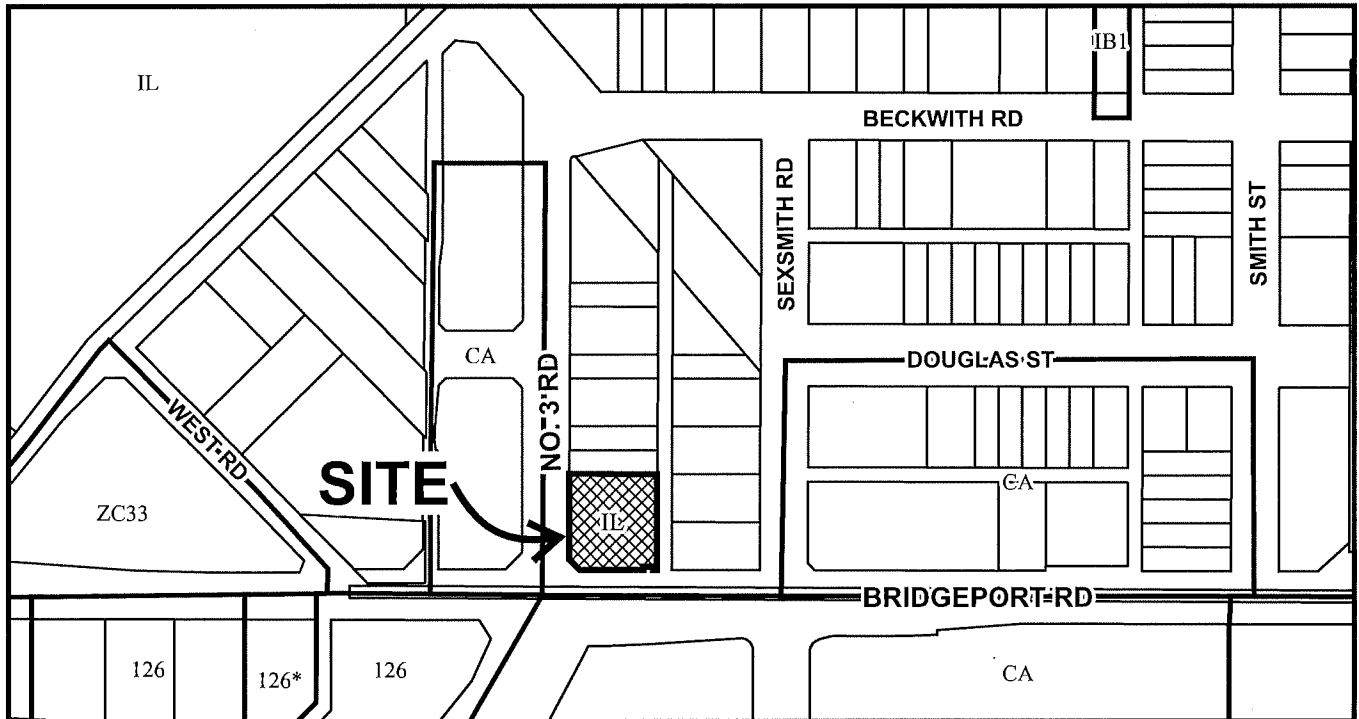 IL
IB1
BECKWITH RD
SEXSMITH RD
SMITH ST
CA
DOUGLAS ST
NO. 3 RD
WEST RD
SITE
IL
CA
ZC33
BRIDGEPORT RD
126
126*
126
CA